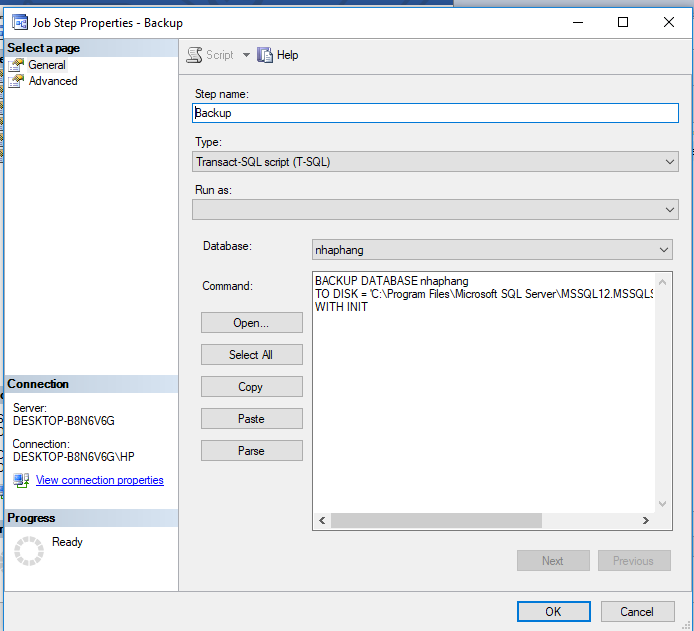 Job Step Properties - Backup
Select a page
General
Advanced
Script
Help
Step name:
Backup
Type:
Transact-SQL script (T-SQL)
Run as:
Database:
nhaphang
Command:
BACKUP DATABASE nhaphang
TO DISK = 'C:\Program Files\Microsoft SQL Server\MSSQL12.MSSQLS
WITH INIT
Open...
Select All
Copy
Paste
Parse
Connection
Server:
DESKTOP-B8N6V6G
Connection:
DESKTOP-B8N6V6G\HP
View connection properties
Progress
Ready
Next
Previous
OK
Cancel